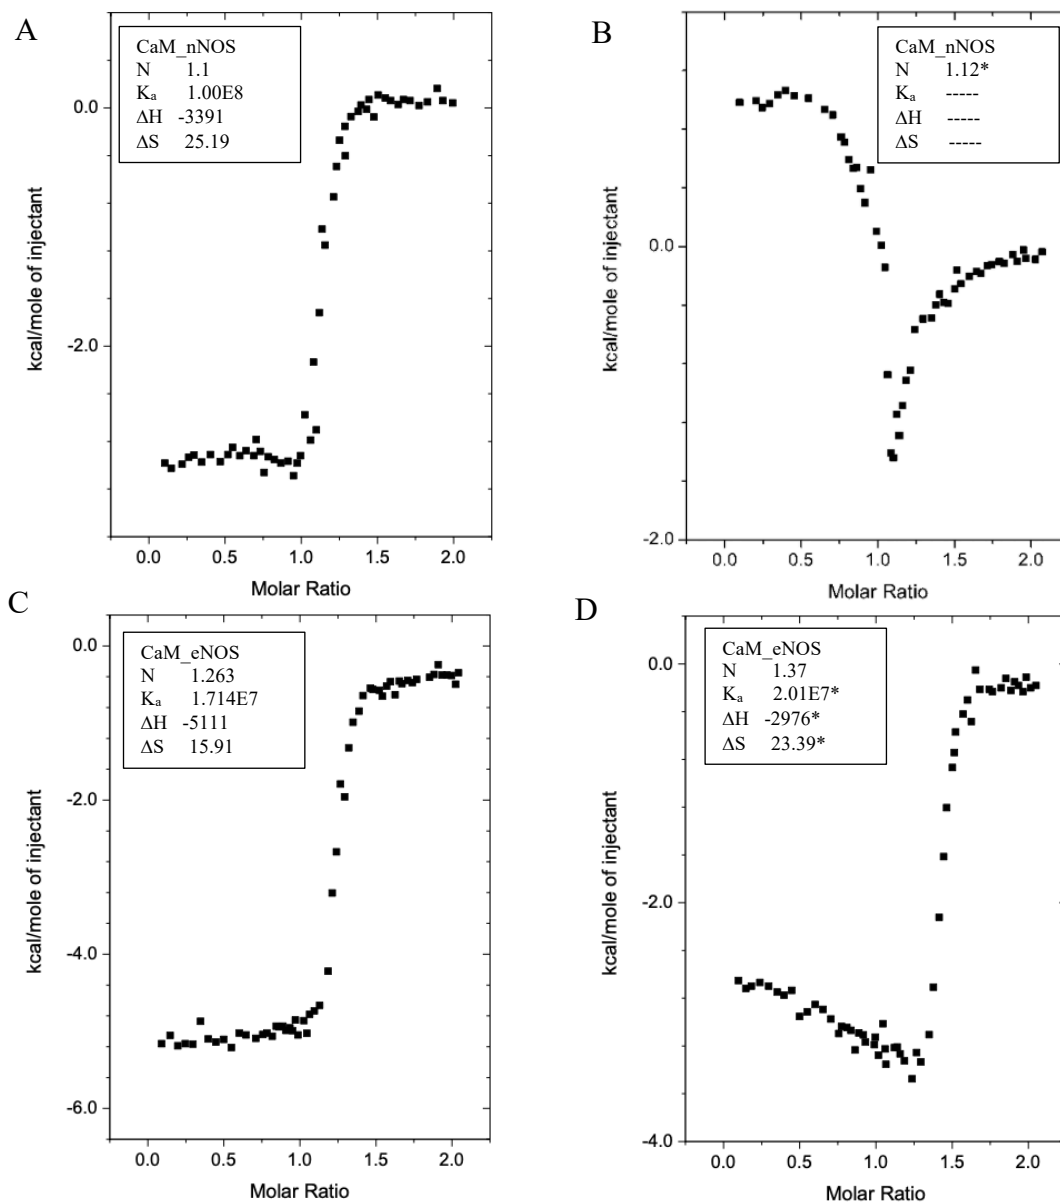 A
CaM_nNOS
N 1.1
Ka 1.00E8
ΔH -3391
ΔS 25.19
0.0
-2.0
kcal/mole of injectant
0.0 0.5 1.0 1.5 2.0
Molar Ratio
B
CaM_nNOS
N 1.12*
Ka -----
ΔH -----
ΔS -----
0.0
-2.0
kcal/mole of injectant
0.0 0.5 1.0 1.5 2.0
Molar Ratio
C
CaM_eNOS
N 1.263
Ka 1.714E7
ΔH -5111
ΔS 15.91
0.0
-2.0
-4.0
-6.0
kcal/mole of injectant
0.0 0.5 1.0 1.5 2.0
Molar Ratio
D
CaM_eNOS
N 1.37
Ka 2.01E7*
ΔH -2976*
ΔS 23.39*
0.0
-2.0
-4.0
kcal/mole of injectant
0.0 0.5 1.0 1.5 2.0
Molar Ratio